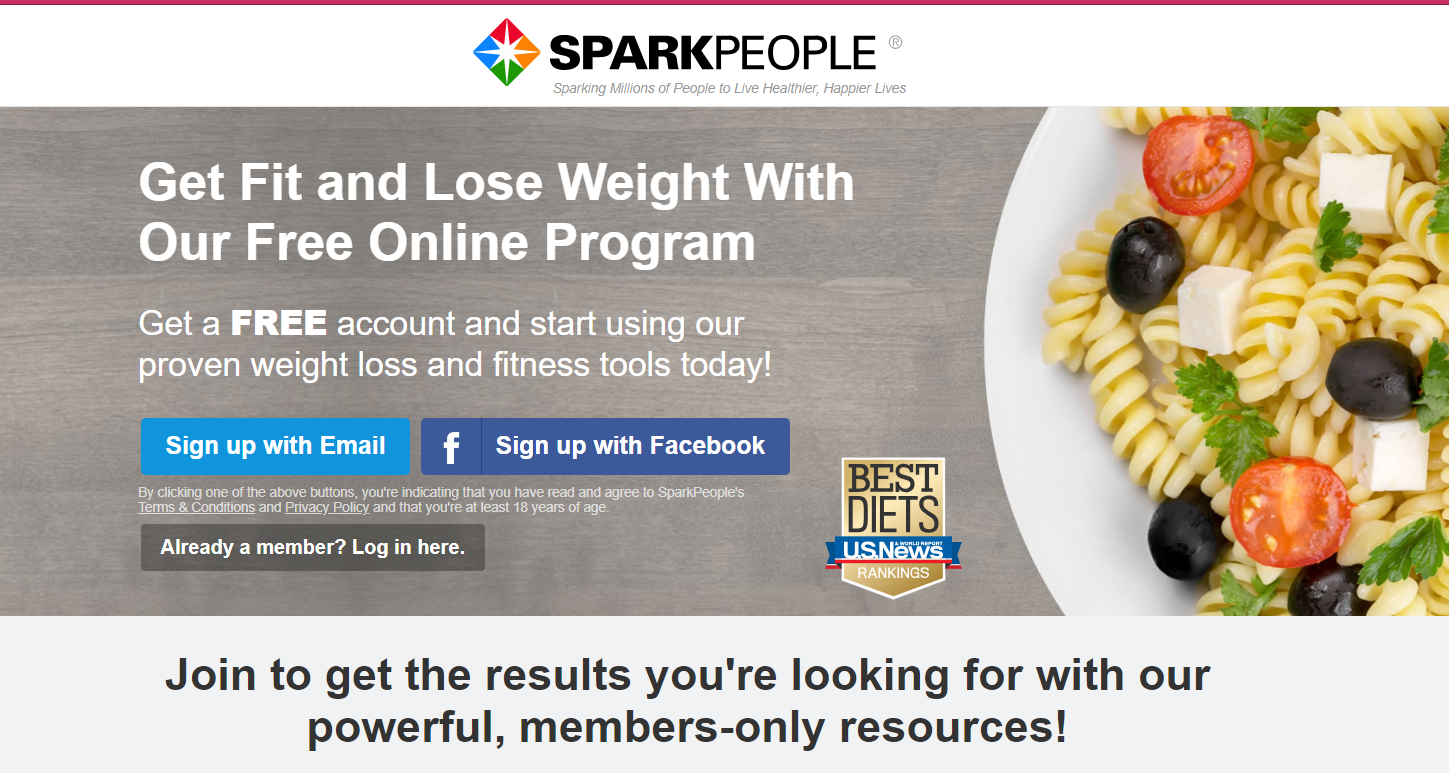 SPARKPEOPLE ®
Sparking Millions of People to Live Healthier, Happier Lives
Get Fit and Lose Weight With
Our Free Online Program
Get a FREE account and start using our
proven weight loss and fitness tools today!
Sign up with Email
f Sign up with Facebook
By clicking one of the above buttons, you're indicating that you have read and agree to SparkPeople's
Terms & Conditions and Privacy Policy and that you're at least 18 years of age.
Already a member? Log in here.
BEST
DIETS
& WORLD REPORT
U.S.News
RANKINGS
Join to get the results you're looking for with our
powerful, members-only resources!